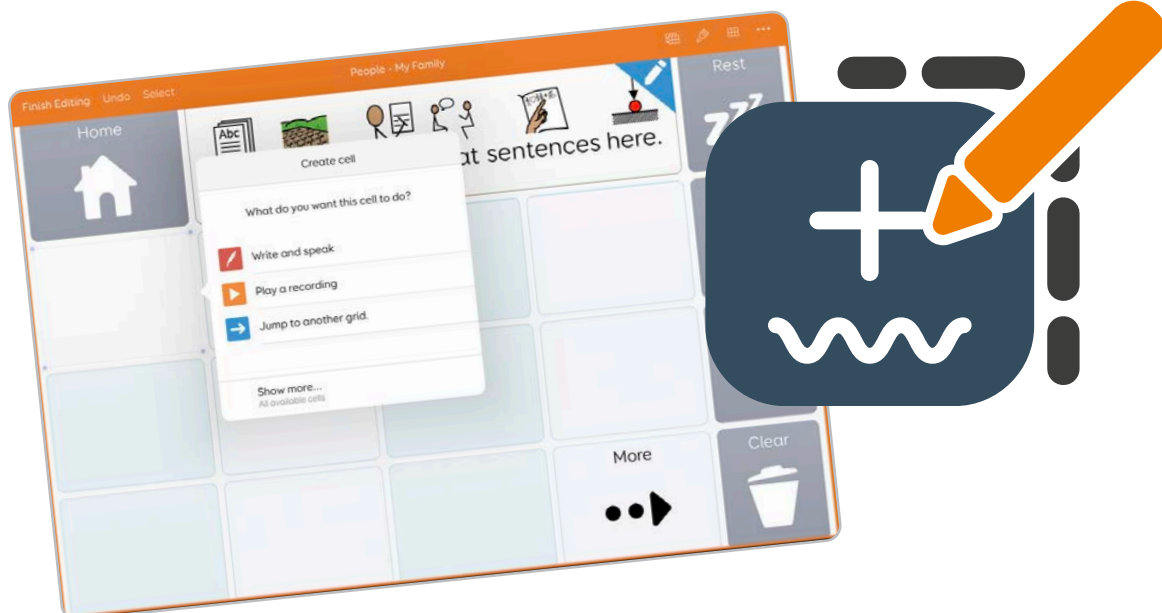 Finish Editing Undo Select
People - My Family
Home
Abc
at sentences here.
Rest
zzz
Create cell
What do you want this cell to do?
Write and speak
Play a recording
Jump to another grid.
Show more...
All available cells
More
Clear